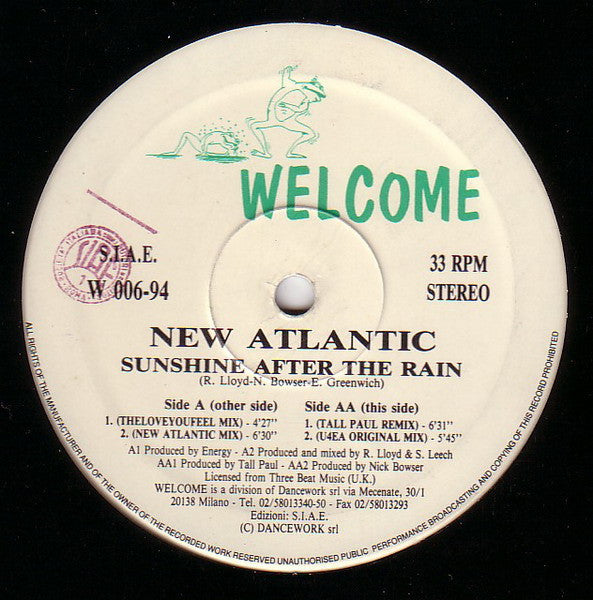 WELCOME
S.I.A.E.
W 006-94
33 RPM
STEREO
NEW ATLANTIC
SUNSHINE AFTER THE RAIN
(R. Lloyd-N. Bowser-E. Greenwich)
Side A (other side)
1. (THELOVEYOUFEEL MIX) - 4'27"
2. (NEW ATLANTIC MIX) - 6'30"
Side AA (this side)
1. (TALL PAUL REMIX) - 6'31"
2. (U4EA ORIGINAL MIX) - 5'45"
A1 Produced by Energy - A2 Produced and mixed by R. Lloyd & S. Leech
AA1 Produced by Tall Paul - AA2 Produced by Nick Bowser
Licensed from Three Beat Music (U.K.)
WELCOME is a division of Dancework srl via Mecenate, 30/1
20138 Milano - Tel. 02/58013340-50 - Fax 02/58013293
Edizioni: S.I.A.E.
(C) DANCEWORK srl
ALL RIGHTS OF THE MANUFACTURER AND OF THE OWNER OF THE RECORDED WORK RESERVED UNAUTHORISED PUBLIC PERFORMANCE BROADCASTING AND COPYING OF THIS RECORD PROHIBITED